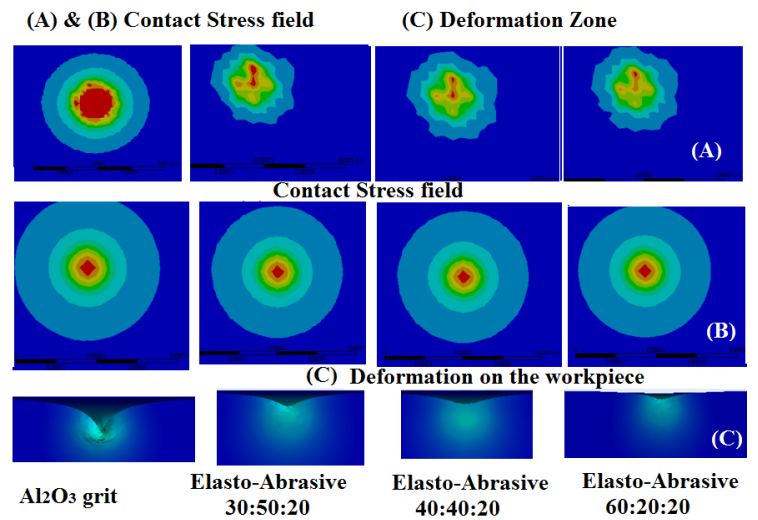 (A) & (B) Contact Stress field (C) Deformation Zone
(A)
Contact Stress field
(B)
(C) Deformation on the workpiece
(C)
Al2O3 grit
Elasto-Abrasive
30:50:20
Elasto-Abrasive
40:40:20
Elasto-Abrasive
60:20:20